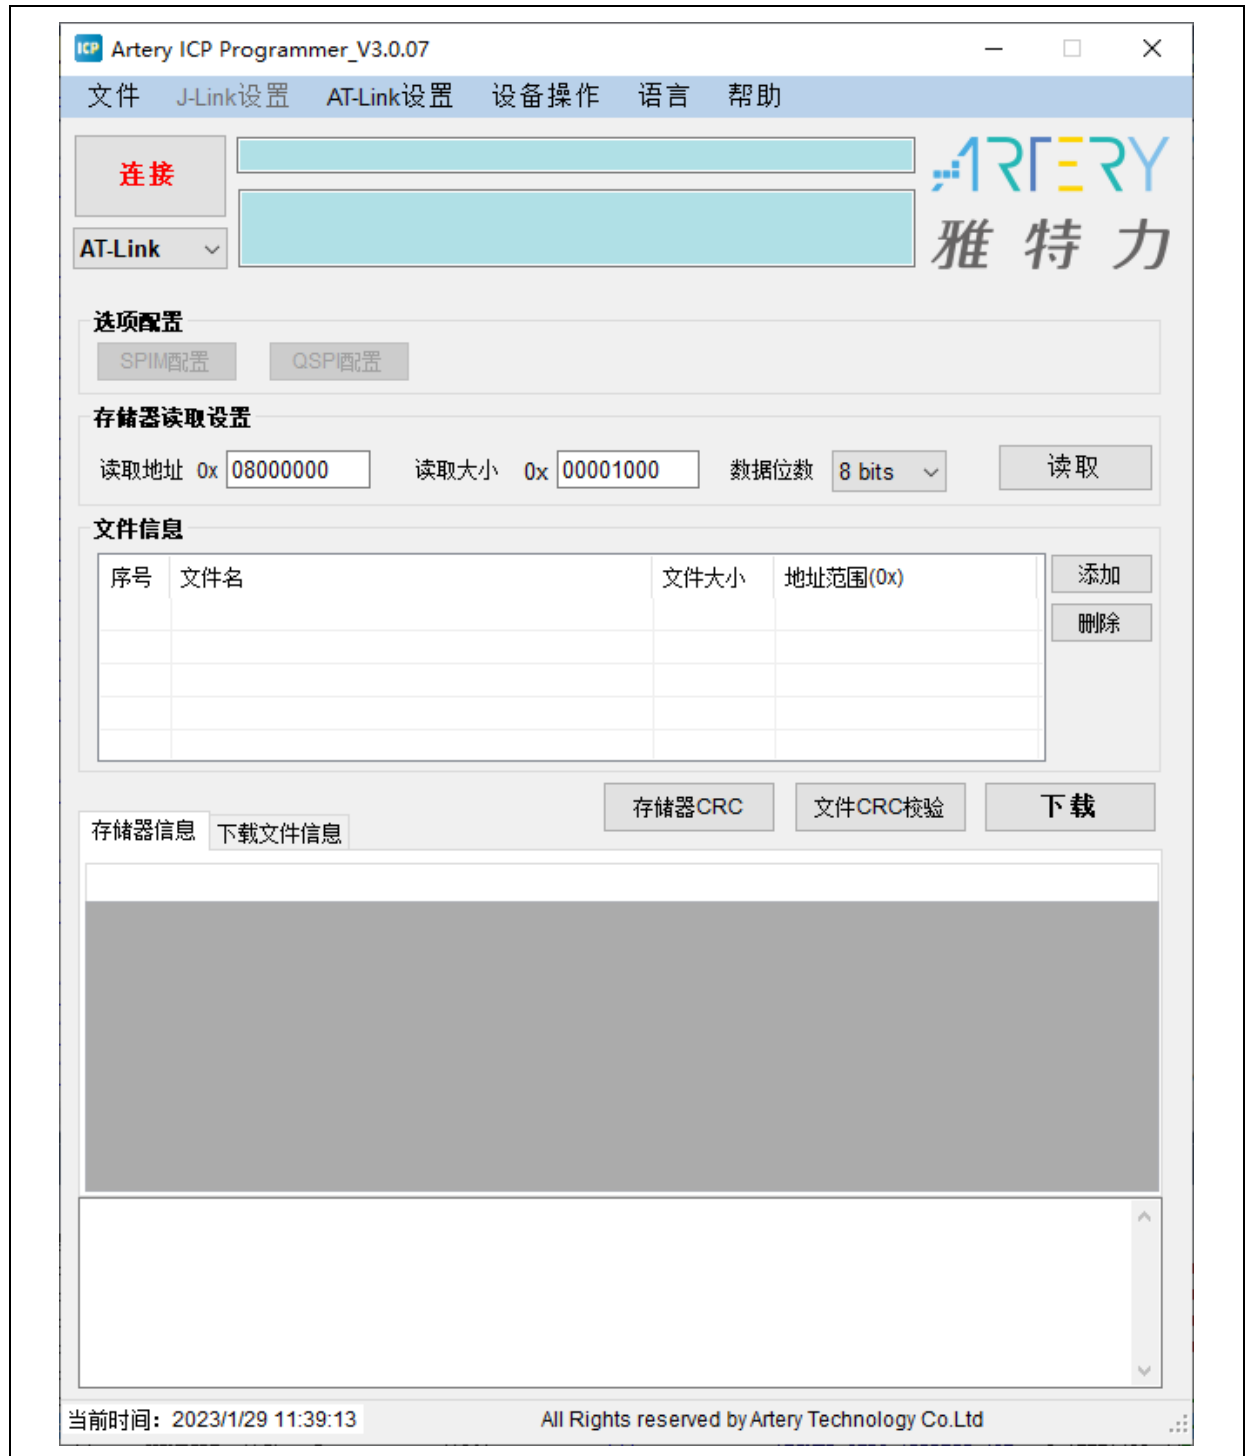 ICP Artery ICP Programmer_V3.0.07
文件 J-Link设置 AT-Link设置 设备操作 语言 帮助
连接
ARTERY
AT-Link
雅特力
选项配置
SPIM配置 QSPI配置
存储器读取设置
读取地址 0x 08000000 读取大小 0x 00001000 数据位数 8 bits 读取
文件信息
序号 文件名 文件大小 地址范围(0x) 添加
删除
存储器CRC 文件CRC校验 下载
存储器信息 下载文件信息
当前时间：2023/1/29 11:39:13 All Rights reserved by Artery Technology Co.Ltd